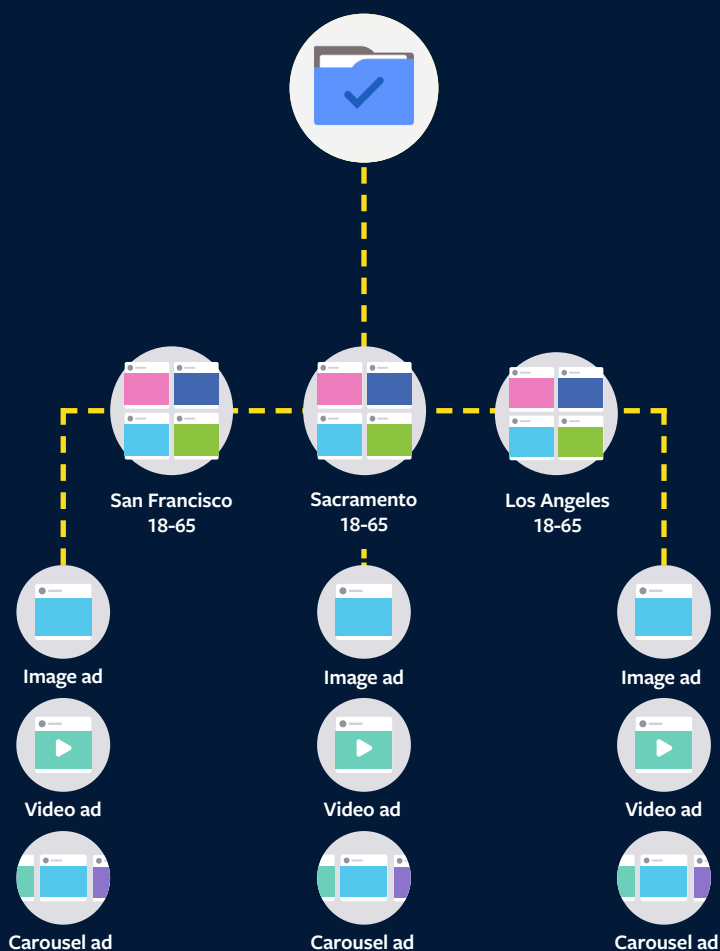 San Francisco
18-65
Sacramento
18-65
Los Angeles
18-65
Image ad
Image ad
Image ad
Video ad
Video ad
Video ad
Carousel ad
Carousel ad
Carousel ad